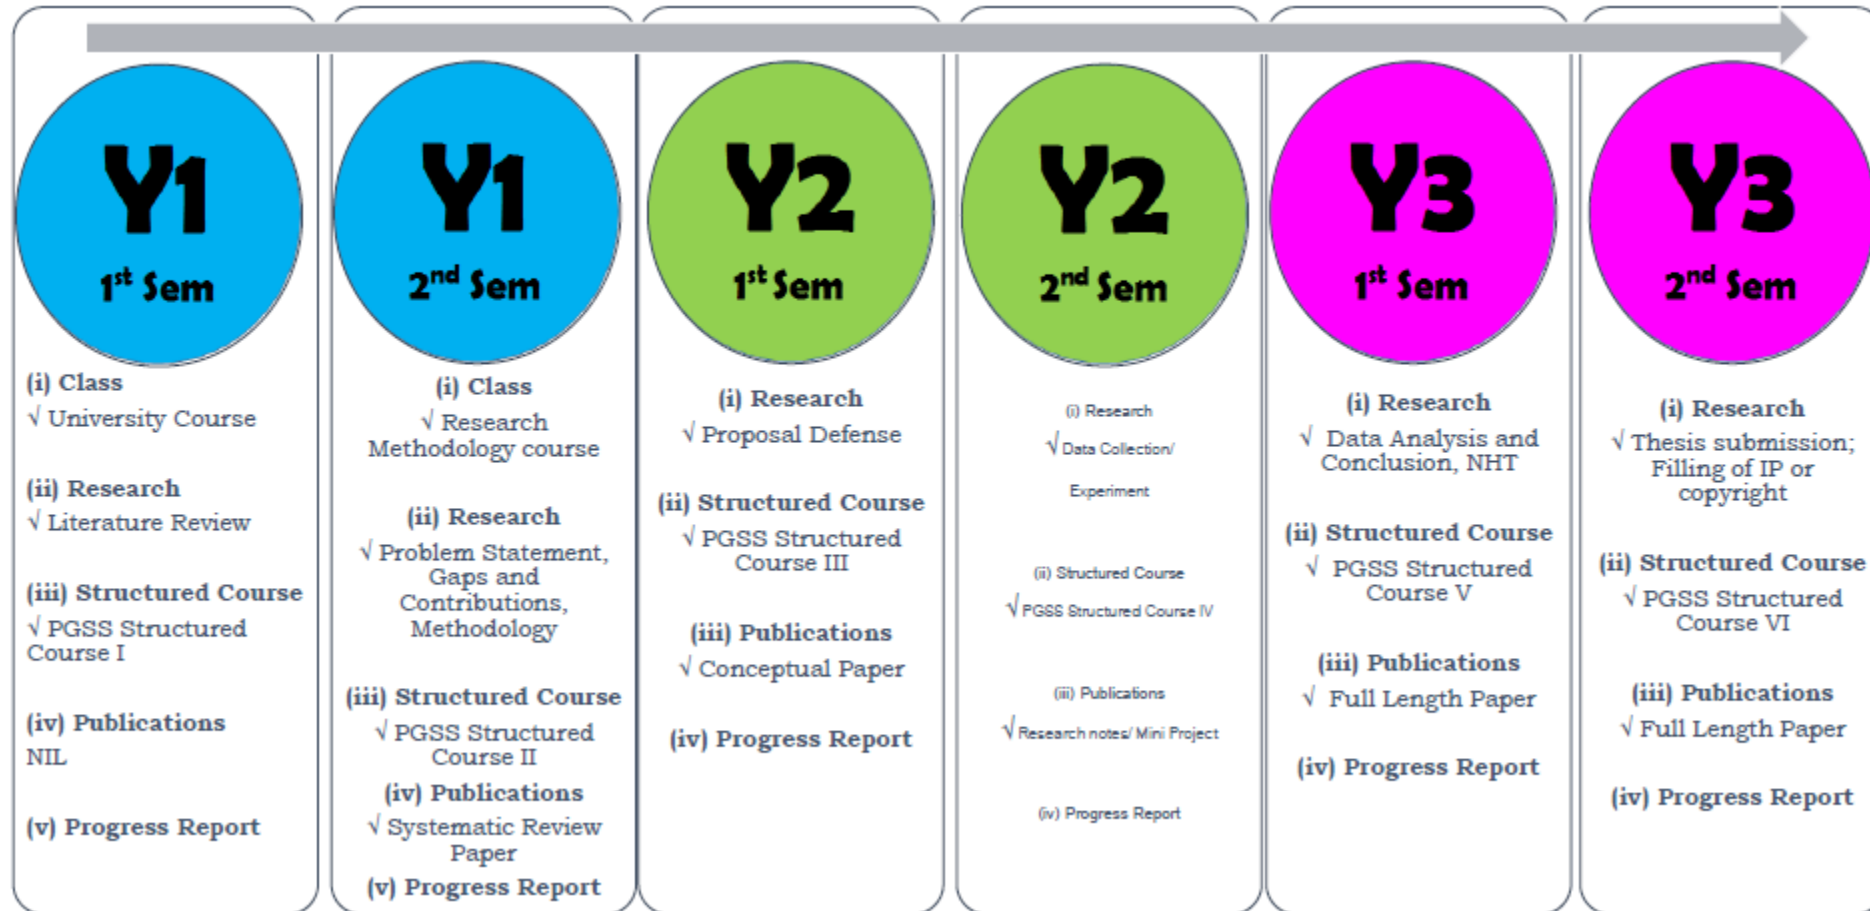 Y1
1st Sem
(i) Class
√ University Course
(ii) Research
√ Literature Review
(iii) Structured Course
√ PGSS Structured
Course I
(iv) Publications
NIL
(v) Progress Report
Y1
2nd Sem
(i) Class
√ Research
Methodology course
(ii) Research
√ Problem Statement,
Gaps and
Contributions,
Methodology
(iii) Structured Course
√ PGSS Structured
Course II
(iv) Publications
√ Systematic Review
Paper
(v) Progress Report
Y2
1st Sem
(i) Research
√ Proposal Defense
(ii) Structured Course
√ PGSS Structured
Course III
(iii) Publications
√ Conceptual Paper
(iv) Progress Report
Y2
2nd Sem
(i) Research
√ Data Collection/
Experiment
(ii) Structured Course
√ PGSS Structured Course IV
(iii) Publications
√ Research notes/ Mini Project
(iv) Progress Report
Y3
1st Sem
(i) Research
√ Data Analysis and
Conclusion, NHT
(ii) Structured Course
√ PGSS Structured
Course V
(iii) Publications
√ Full Length Paper
(iv) Progress Report
Y3
2nd Sem
(i) Research
√ Thesis submission;
Filling of IP or
copyright
(ii) Structured Course
√ PGSS Structured
Course VI
(iii) Publications
√ Full Length Paper
(iv) Progress Report